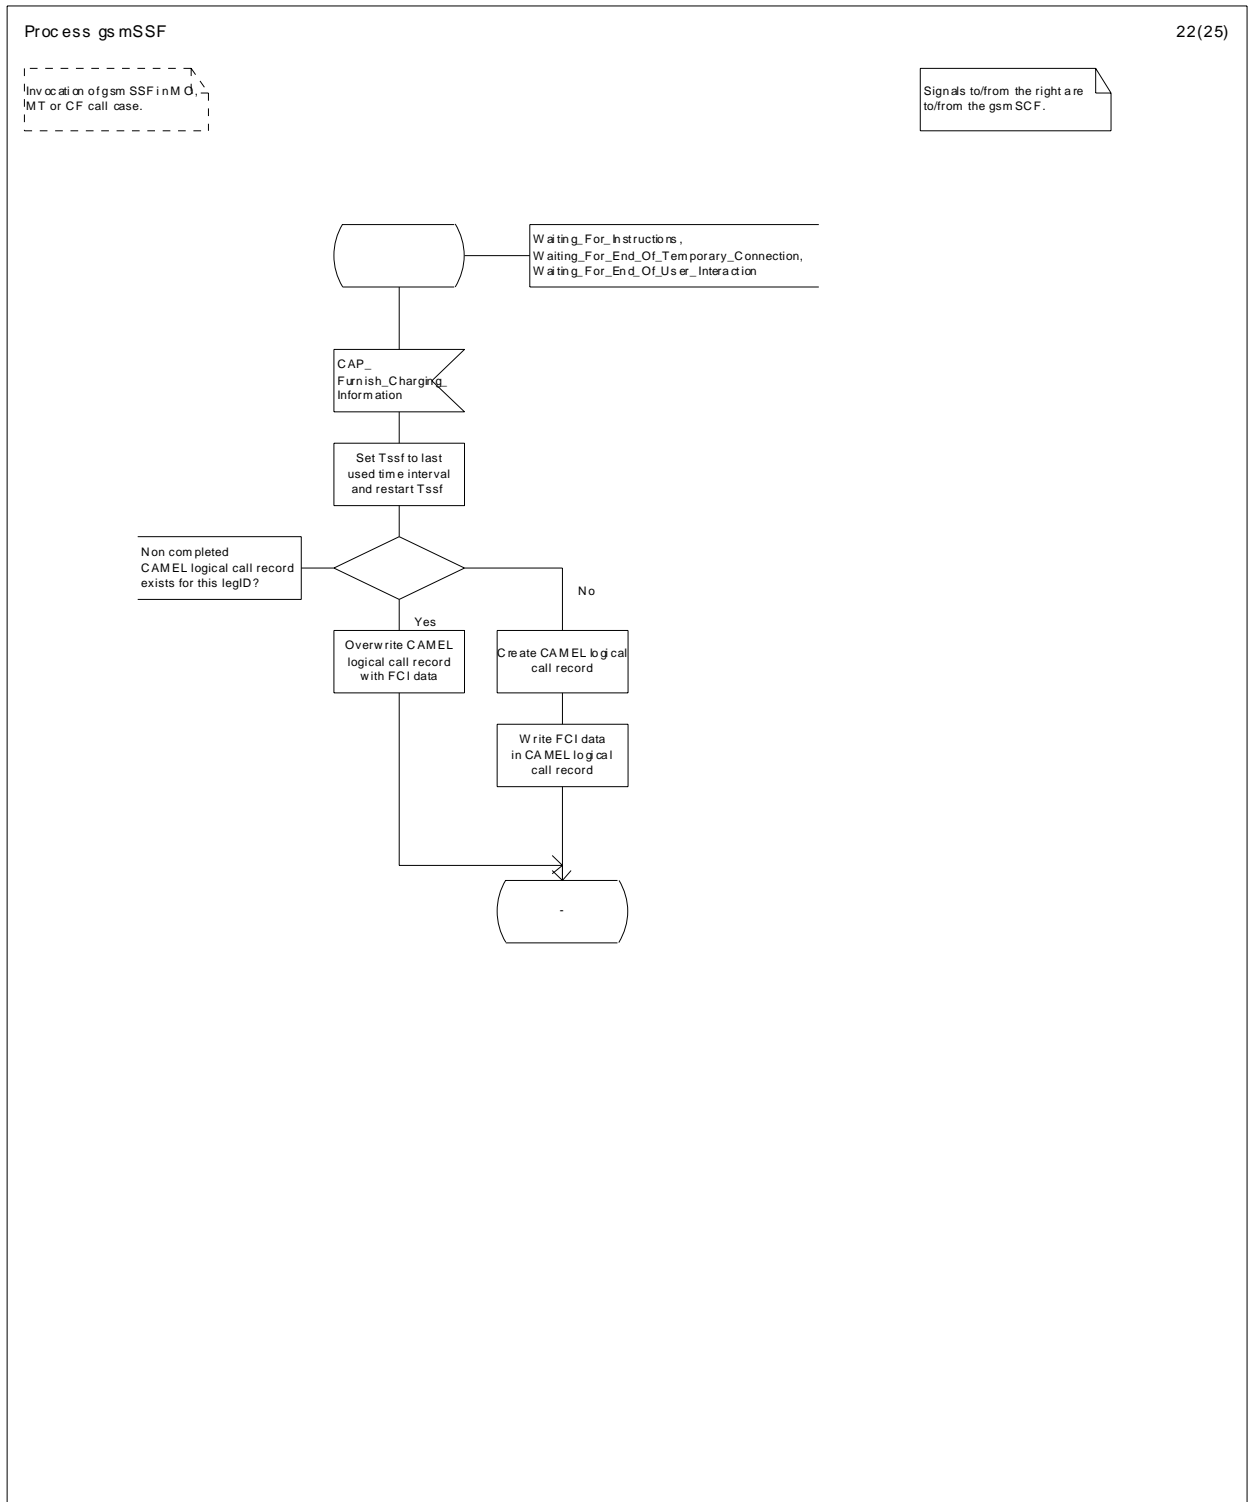 Process gsmSSF
22(25)
Invocation of gsmSSF in MO,
MT or CF call case.
Signals to/from the right are
to/from the gsmSCF.
Waiting_For_Instructions,
Waiting_For_End_Of_Temporary_Connection,
Waiting_For_End_Of_User_Interaction
CAP_
Furnish_Charging_
Information
Set Tssf to last
used time interval
and restart Tssf
Non completed
CAMEL logical call record
exists for this legID?
No
Yes
Overwrite CAMEL
logical call record
with FCI data
Create CAMEL logical
call record
Write FCI data
in CAMEL logical
call record
-